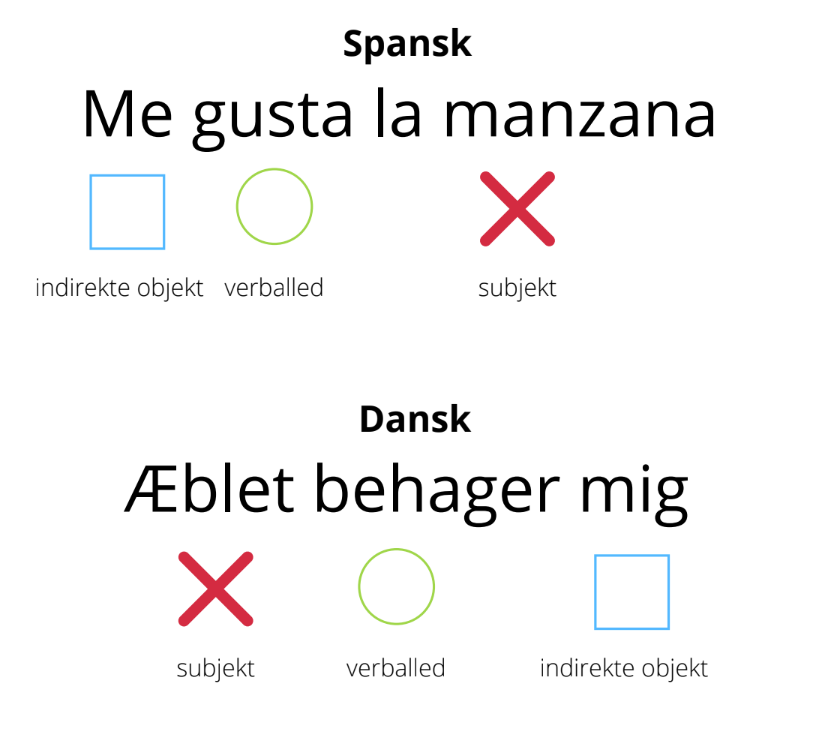 Spansk
Me gusta la manzana
indirekte objekt verballed subjekt
Dansk
Æblet behager mig
subjekt verballed indirekte objekt